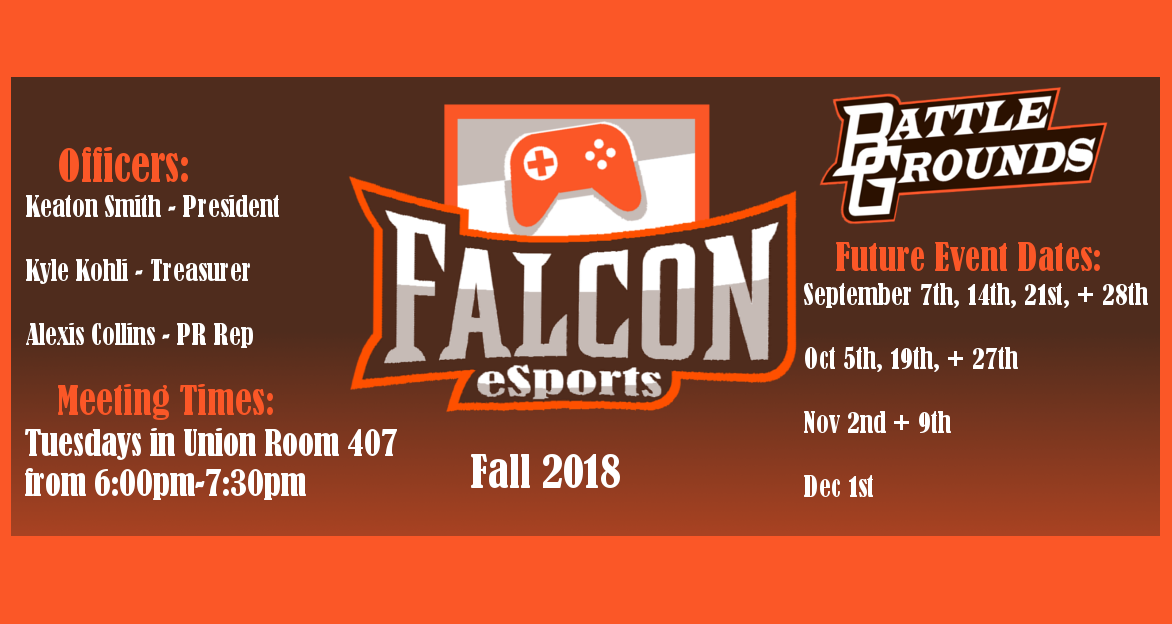 Officers:
Keaton Smith - President
Kyle Kohli - Treasurer
Alexis Collins - PR Rep
Meeting Times:
Tuesdays in Union Room 407
from 6:00pm-7:30pm
FALCON
eSports
Fall 2018
BATTLE
GROUNDS
Future Event Dates:
September 7th, 14th, 21st, + 28th
Oct 5th, 19th, + 27th
Nov 2nd + 9th
Dec 1st